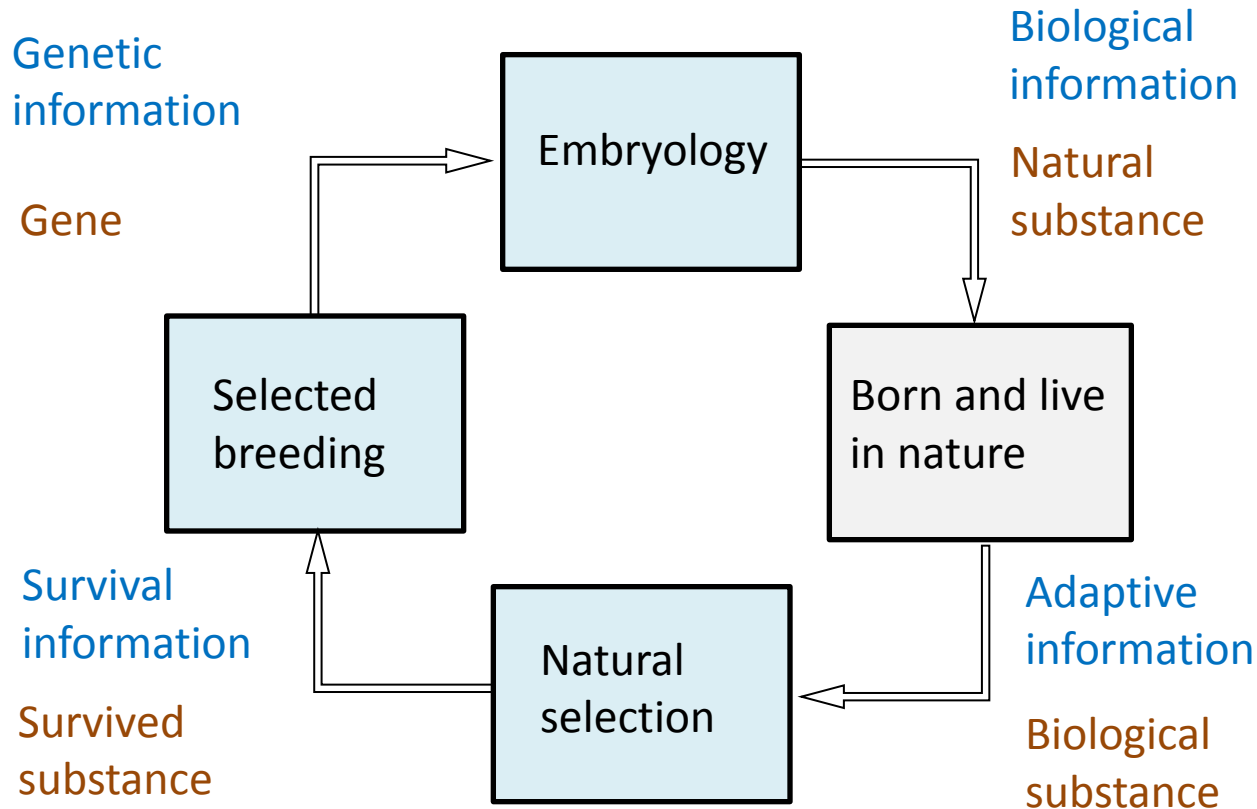 Genetic
information
Gene
Embryology
Biological
information
Natural
substance
Selected
breeding
Born and live
in nature
Survival
information
Survived
substance
Natural
selection
Adaptive
information
Biological
substance